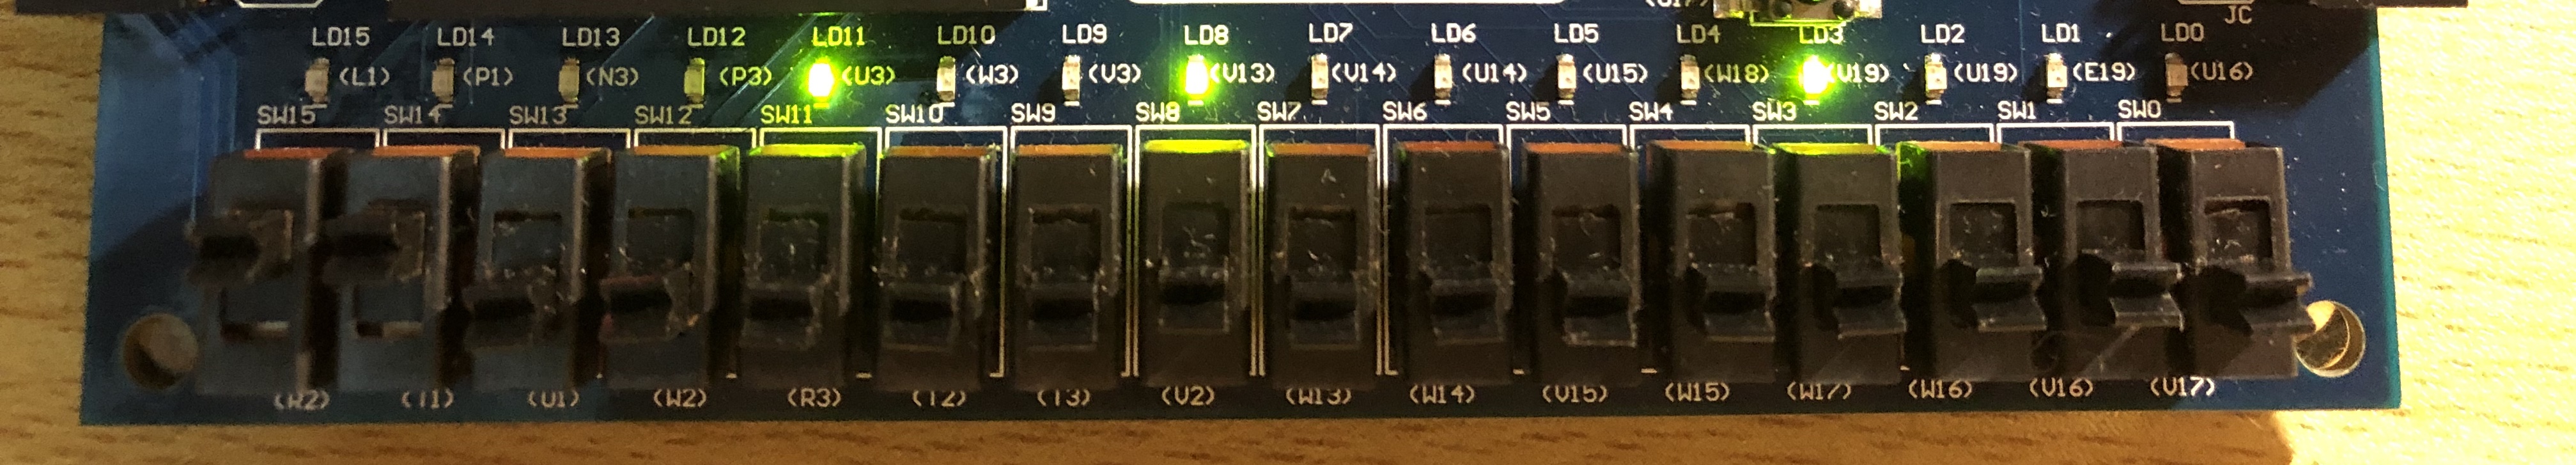 JC
LD15 LD14 LD13 LD12 LD11 LD10 LD9 LD8 LD7 LD6 LD5 LD4 LD3 LD2 LD1 LD0
(L1) (P1) (N3) (P3) (U3) (W3) (V3) (V13) (V14) (U14) (U15) (W18) (V19) (U19) (E19) (U16)
SW15 SW14 SW13 SW12 SW11 SW10 SW9 SW8 SW7 SW6 SW5 SW4 SW3 SW2 SW1 SW0
(R2) (T1) (U1) (W2) (R3) (T2) (T3) (V2) (W13) (W14) (V15) (W15) (W17) (W16) (V16) (V17)